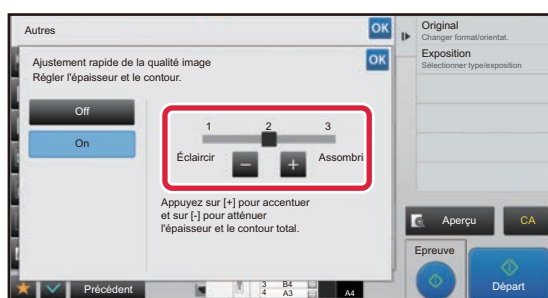 Autres
OK
Ajustement rapide de la
qualité image
Régler l'épaisseur et le contour.
OK
Off
On
1 2 3
Éclaircir
Assombri
Appuyez sur [+] pour accentuer
et sur [-] pour atténuer
l'épaisseur et le contour total.
Précédent
3 B4
4 A3
A4
Original
Changer format/orientat.
Exposition
Sélectionner type/exposition
Aperçu
CA
Epreuve
Départ